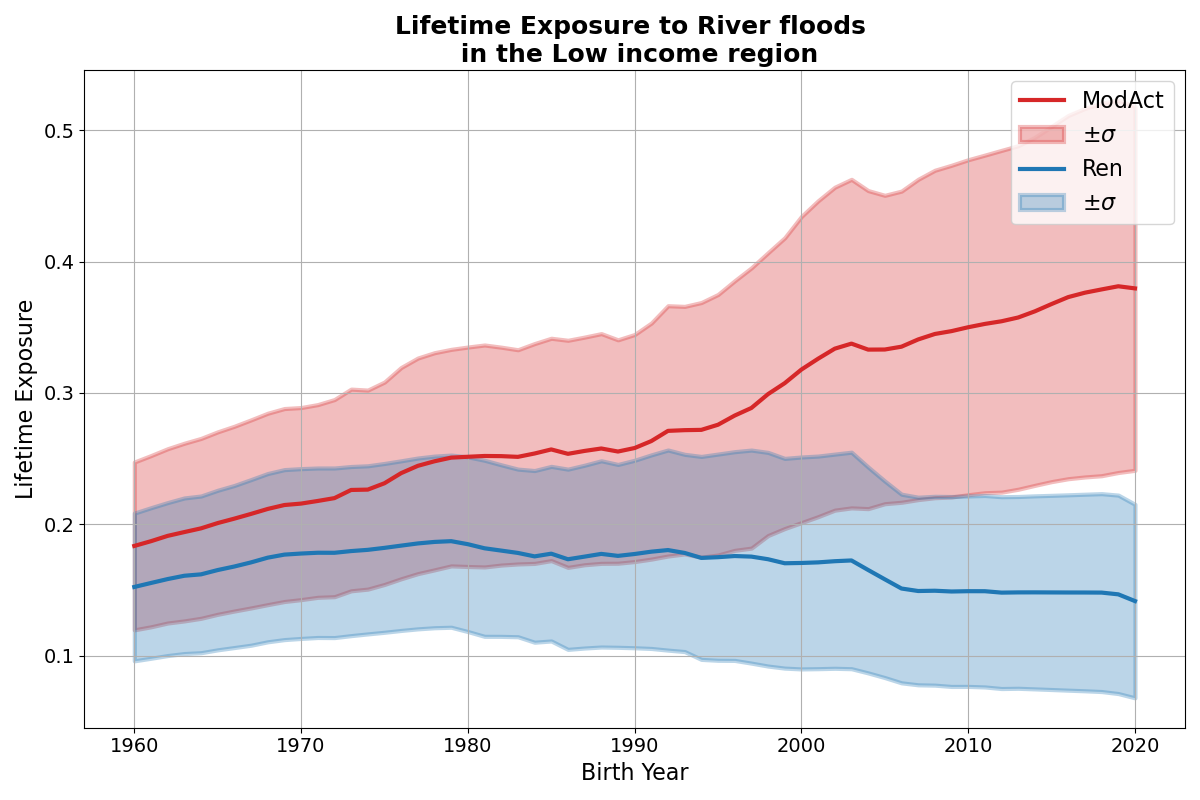 Lifetime Exposure to River floods
in the Low income region
ModAct
±σ
Ren
±σ
0.5
0.4
0.3
0.2
0.1
Lifetime Exposure
1960 1970 1980 1990 2000 2010 2020
Birth Year